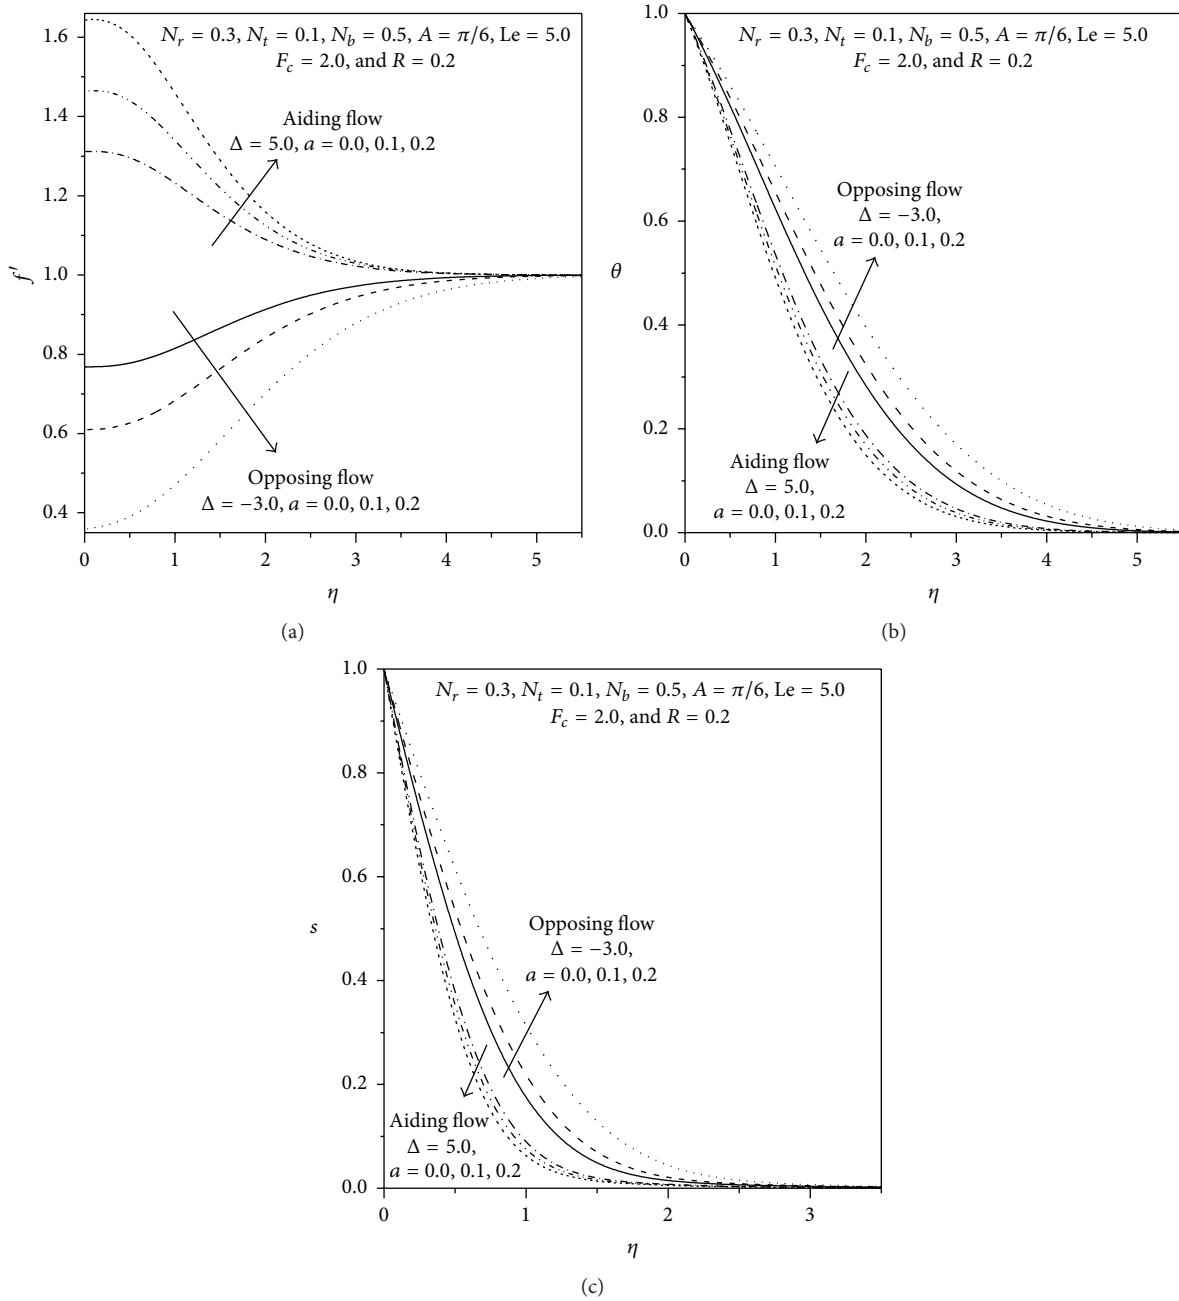 N_r = 0.3, N_t = 0.1, N_b = 0.5, A = π/6, Le = 5.0
F_c = 2.0, and R = 0.2
Aiding flow
Δ = 5.0, a = 0.0, 0.1, 0.2
Opposing flow
Δ = −3.0, a = 0.0, 0.1, 0.2
1.6
1.4
1.2
1.0
0.8
0.6
0.4
f′
0 1 2 3 4 5
η
(a)
N_r = 0.3, N_t = 0.1, N_b = 0.5, A = π/6, Le = 5.0
F_c = 2.0, and R = 0.2
Opposing flow
Δ = −3.0,
a = 0.0, 0.1, 0.2
Aiding flow
Δ = 5.0,
a = 0.0, 0.1, 0.2
1.0
0.8
0.6
0.4
0.2
0.0
θ
0 1 2 3 4 5
η
(b)
N_r = 0.3, N_t = 0.1, N_b = 0.5, A = π/6, Le = 5.0
F_c = 2.0, and R = 0.2
Opposing flow
Δ = −3.0,
a = 0.0, 0.1, 0.2
Aiding flow
Δ = 5.0,
a = 0.0, 0.1, 0.2
1.0
0.8
0.6
0.4
0.2
0.0
s
0 1 2 3
η
(c)